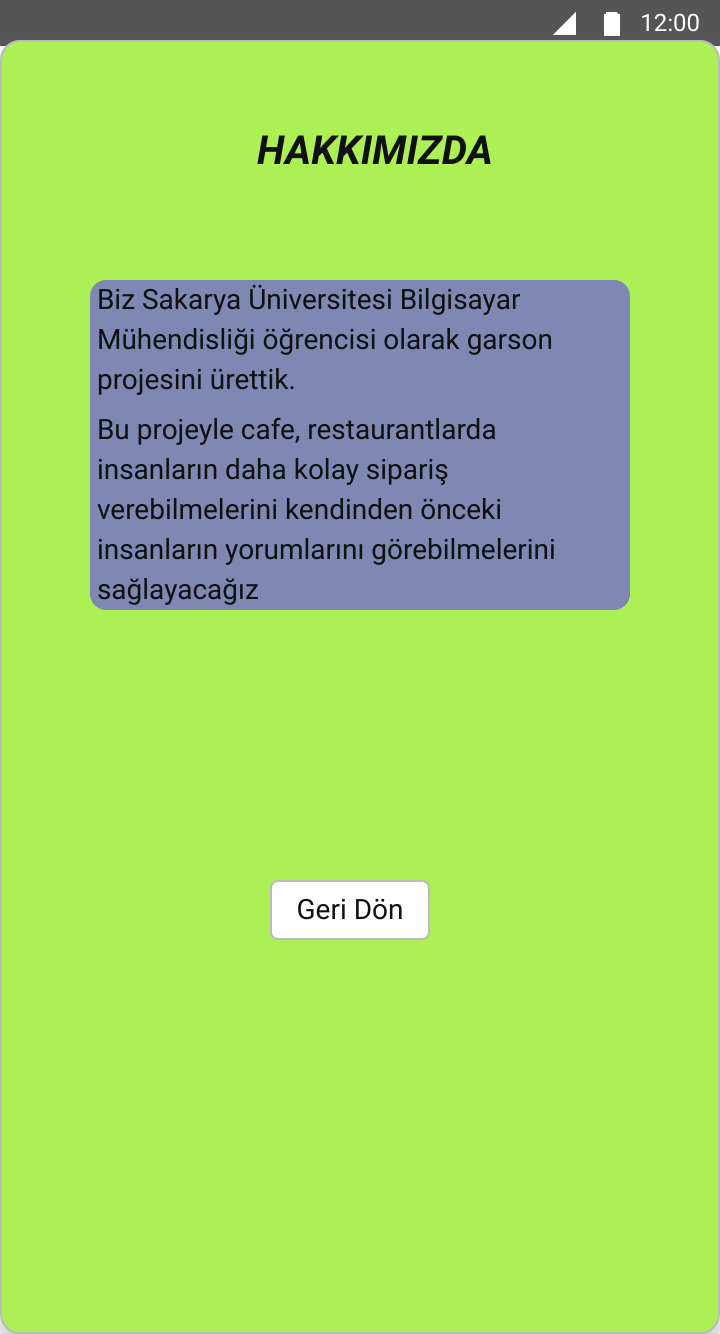 12:00
HAKKIMIZDA
Biz Sakarya Üniversitesi Bilgisayar
Mühendisliği öğrencisi olarak garson
projesini ürettik.
Bu projeyle cafe, restaurantlarda
insanların daha kolay sipariş
verebilmelerini kendinden önceki
insanların yorumlarını görebilmelerini
sağlayacağız
Geri Dön